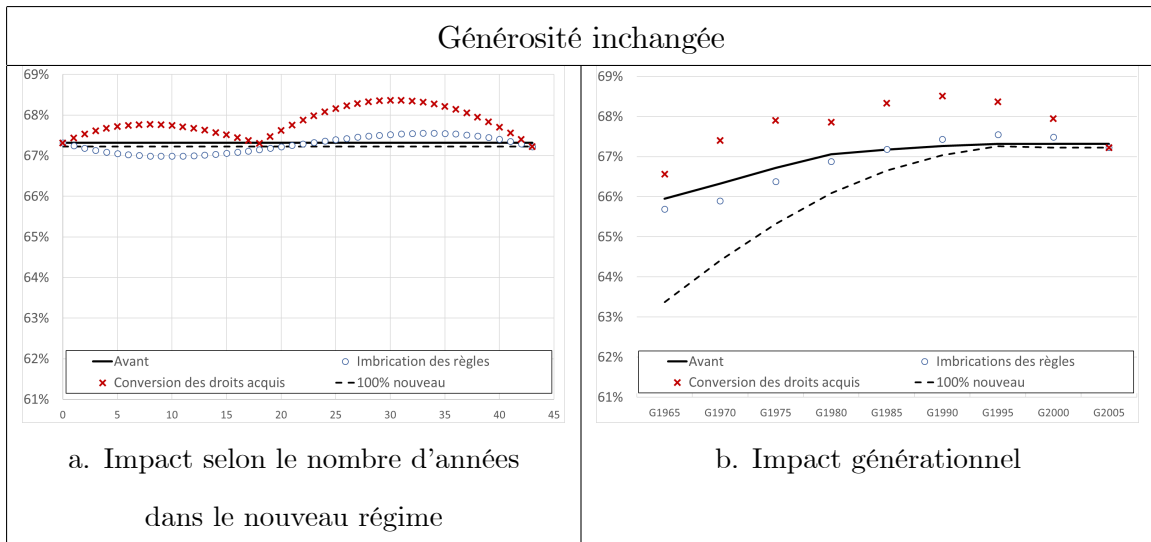 Générosité inchangée
69%
68%
67%
66%
65%
64%
63%
62%
61%
0 5 10 15 20 25 30 35 40 45
Avant
Imbrication des règles
Conversion des droits acquis
100% nouveau
a. Impact selon le nombre d'années
dans le nouveau régime
69%
68%
67%
66%
65%
64%
63%
62%
61%
G1965 G1970 G1975 G1980 G1985 G1990 G1995 G2000 G2005
Avant
Imbrications des règles
Conversion des droits acquis
100% nouveau
b. Impact générationnel